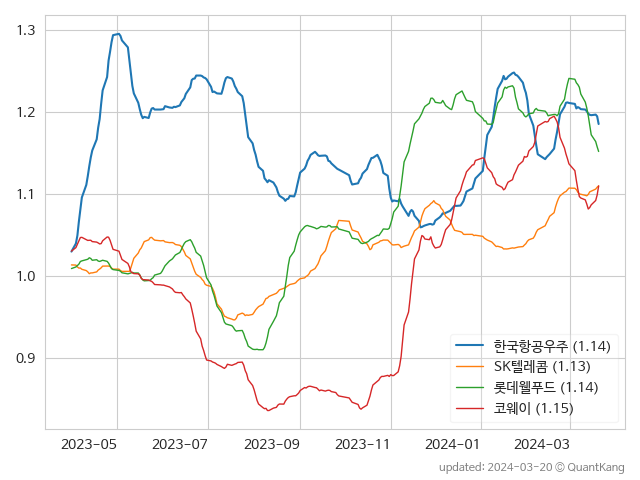 1.3
1.2
1.1
1.0
0.9
한국항공우주 (1.14)
SK텔레콤 (1.13)
롯데웰푸드 (1.14)
코웨이 (1.15)
2023-05 2023-07 2023-09 2023-11 2024-01 2024-03
updated: 2024-03-20 © QuantKang